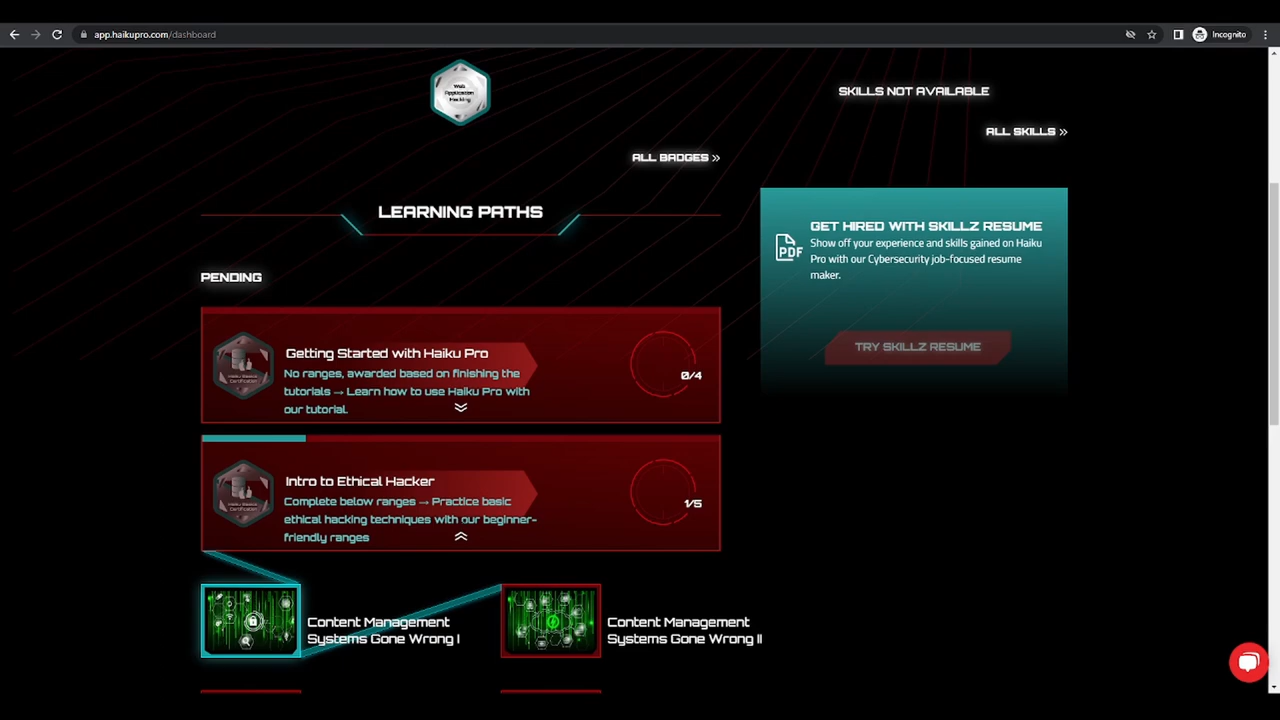 app.haikupro.com/dashboard
Incognito
Web
Application
Hacking
ALL BADGES »
SKILLS NOT AVAILABLE
ALL SKILLS »
LEARNING PATHS
GET HIRED WITH SKILLZ RESUME
Show off your experience and skills gained on Haiku
Pro with our Cybersecurity job-focused resume
maker.
PDF
TRY SKILLZ RESUME
PENDING
Getting Started with Haiku Pro
No ranges, awarded based on finishing the
tutorials → Learn how to use Haiku Pro with
our tutorial.
0/4
Intro to Ethical Hacker
Complete below ranges → Practice basic
ethical hacking techniques with our beginner-
friendly ranges
1/5
Content Management
Systems Gone Wrong I
Content Management
Systems Gone Wrong II